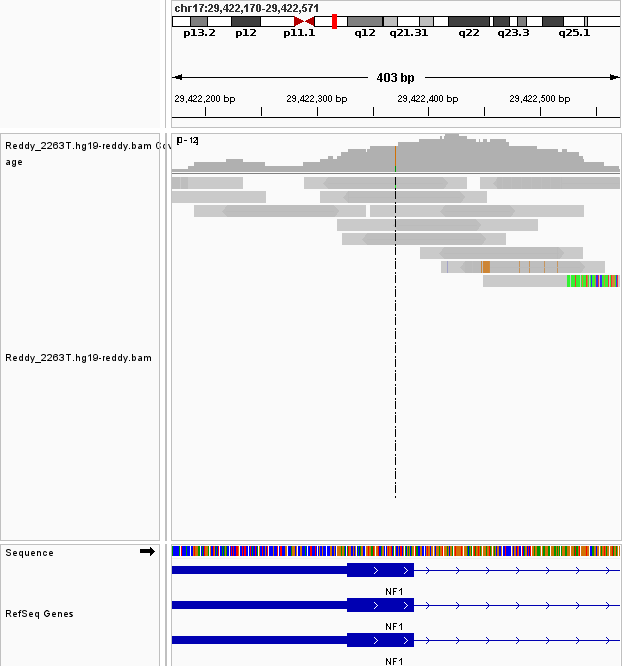 chr17:29,422,170-29,422,571
p13.2 p12 p11.1 q12 q21.31 q22 q23.3 q25.1
403 bp
29,422,200 bp 29,422,300 bp 29,422,400 bp 29,422,500 bp
Reddy_2263T.hg19-reddy.bam Cov
age
[0 - 12]
Reddy_2263T.hg19-reddy.bam
Sequence
RefSeq Genes
NF1
NF1
NF1